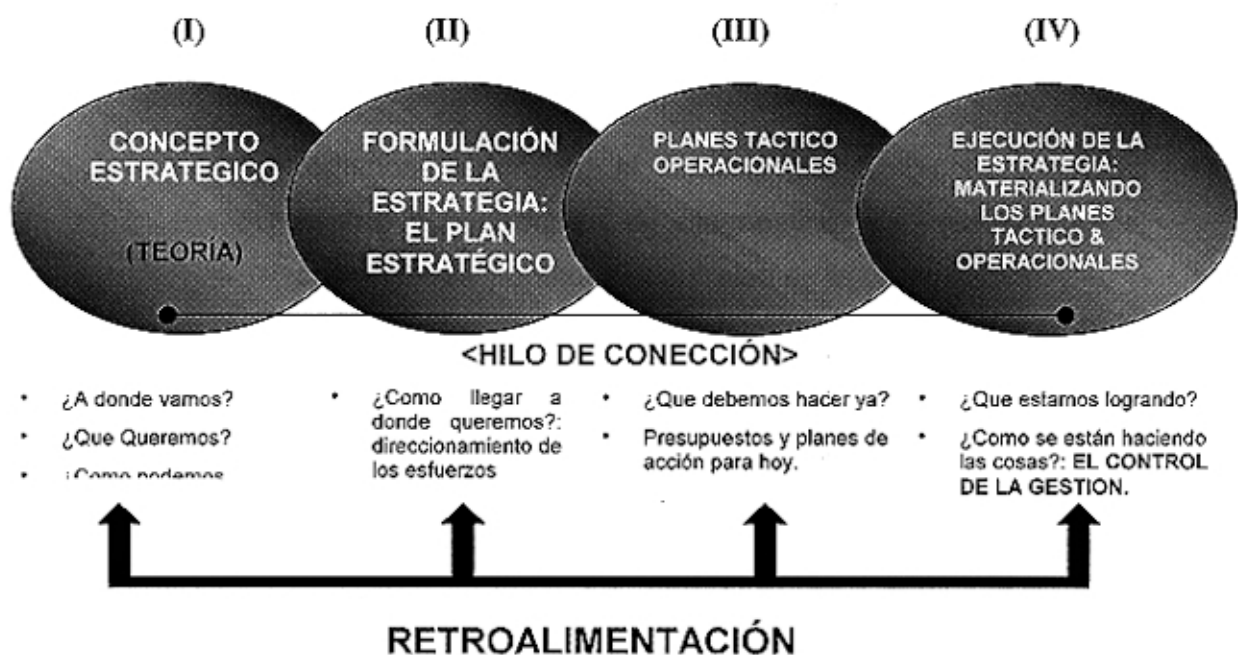 (I)
(II)
(III)
(IV)
CONCEPTO
ESTRATEGICO
(TEORÍA)
FORMULACIÓN
DE LA
ESTRATEGIA:
EL PLAN
ESTRATÉGICO
PLANES TACTICO
OPERACIONALES
EJECUCIÓN DE LA
ESTRATEGIA:
MATERIALIZANDO
LOS PLANES
TACTICO &
OPERACIONALES
<HILO DE CONECCIÓN>
• ¿A donde vamos?
• ¿Que Queremos?
• ¿Como podemos
• ¿Como llegar a
donde queremos?:
direccionamiento de
los esfuerzos
• ¿Que debemos hacer ya?
• Presupuestos y planes de
acción para hoy.
• ¿Que estamos logrando?
• ¿Como se están haciendo
las cosas?: EL CONTROL
DE LA GESTION.
RETROALIMENTACIÓN